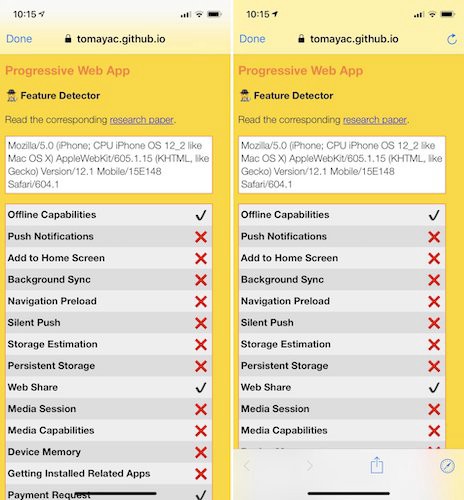 10:15
Done
tomayac.github.io
Progressive Web App
Feature Detector
Read the corresponding research paper.
Mozilla/5.0 (iPhone; CPU iPhone OS 12_2 like
Mac OS X) AppleWebKit/605.1.15 (KHTML, like
Gecko) Version/12.1 Mobile/15E148
Safari/604.1
Offline Capabilities
Push Notifications
Add to Home Screen
Background Sync
Navigation Preload
Silent Push
Storage Estimation
Persistent Storage
Web Share
Media Session
Media Capabilities
Device Memory
Getting Installed Related Apps
Payment Request
10:15
Done
tomayac.github.io
Progressive Web App
Feature Detector
Read the corresponding research paper.
Mozilla/5.0 (iPhone; CPU iPhone OS 12_2 like
Mac OS X) AppleWebKit/605.1.15 (KHTML, like
Gecko) Version/12.1 Mobile/15E148
Safari/604.1
Offline Capabilities
Push Notifications
Add to Home Screen
Background Sync
Navigation Preload
Silent Push
Storage Estimation
Persistent Storage
Web Share
Media Session
Media Capabilities